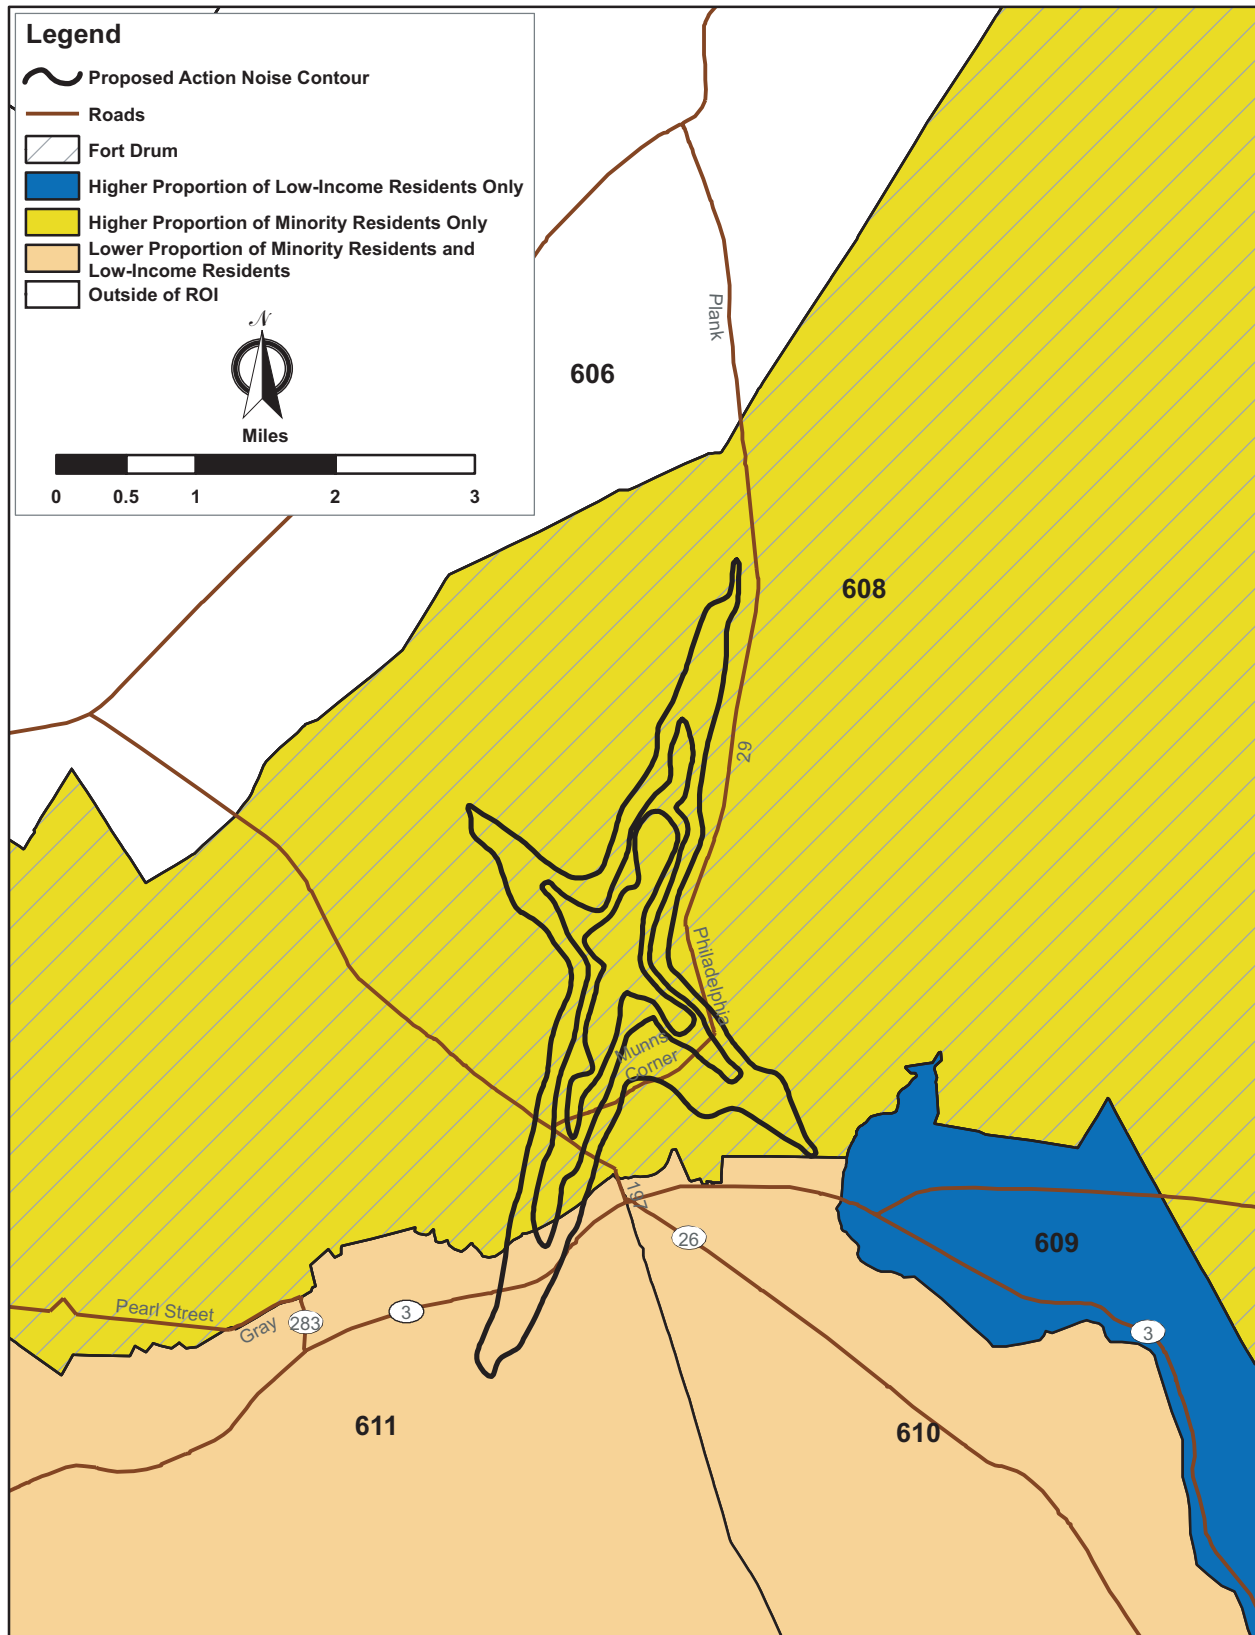 Legend
Proposed Action Noise Contour
Roads
Fort Drum
Higher Proportion of Low-Income Residents Only
Higher Proportion of Minority Residents Only
Lower Proportion of Minority Residents and
Low-Income Residents
Outside of ROI
N
Miles
0 0.5 1 2 3
Plank
606
608
29
Philadelphia
Munns
Corner
197
26
609
Pearl Street
Gray
283
3
3
611
610